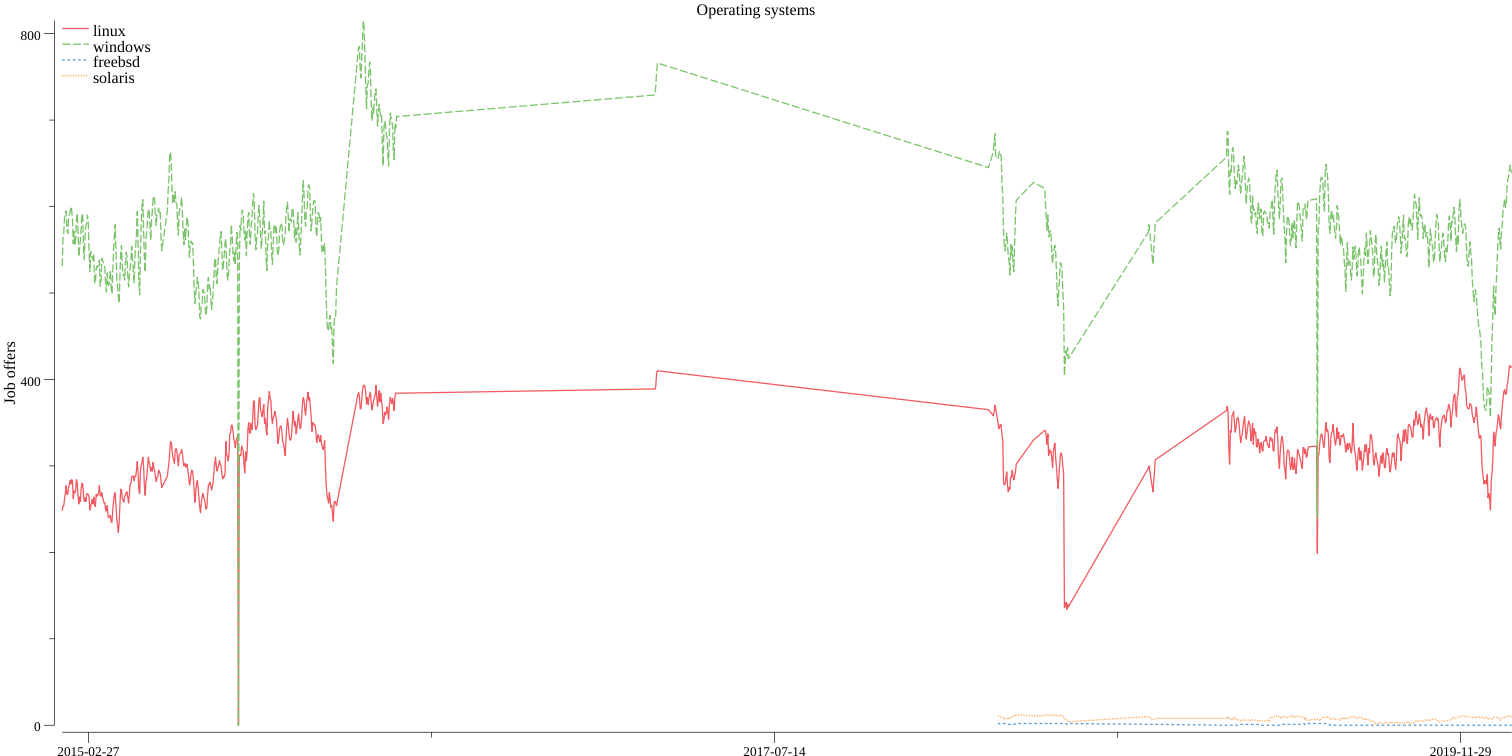 Operating systems
800
linux
windows
freebsd
solaris
Job offers
400
0
2015-02-27
2017-07-14
2019-11-29